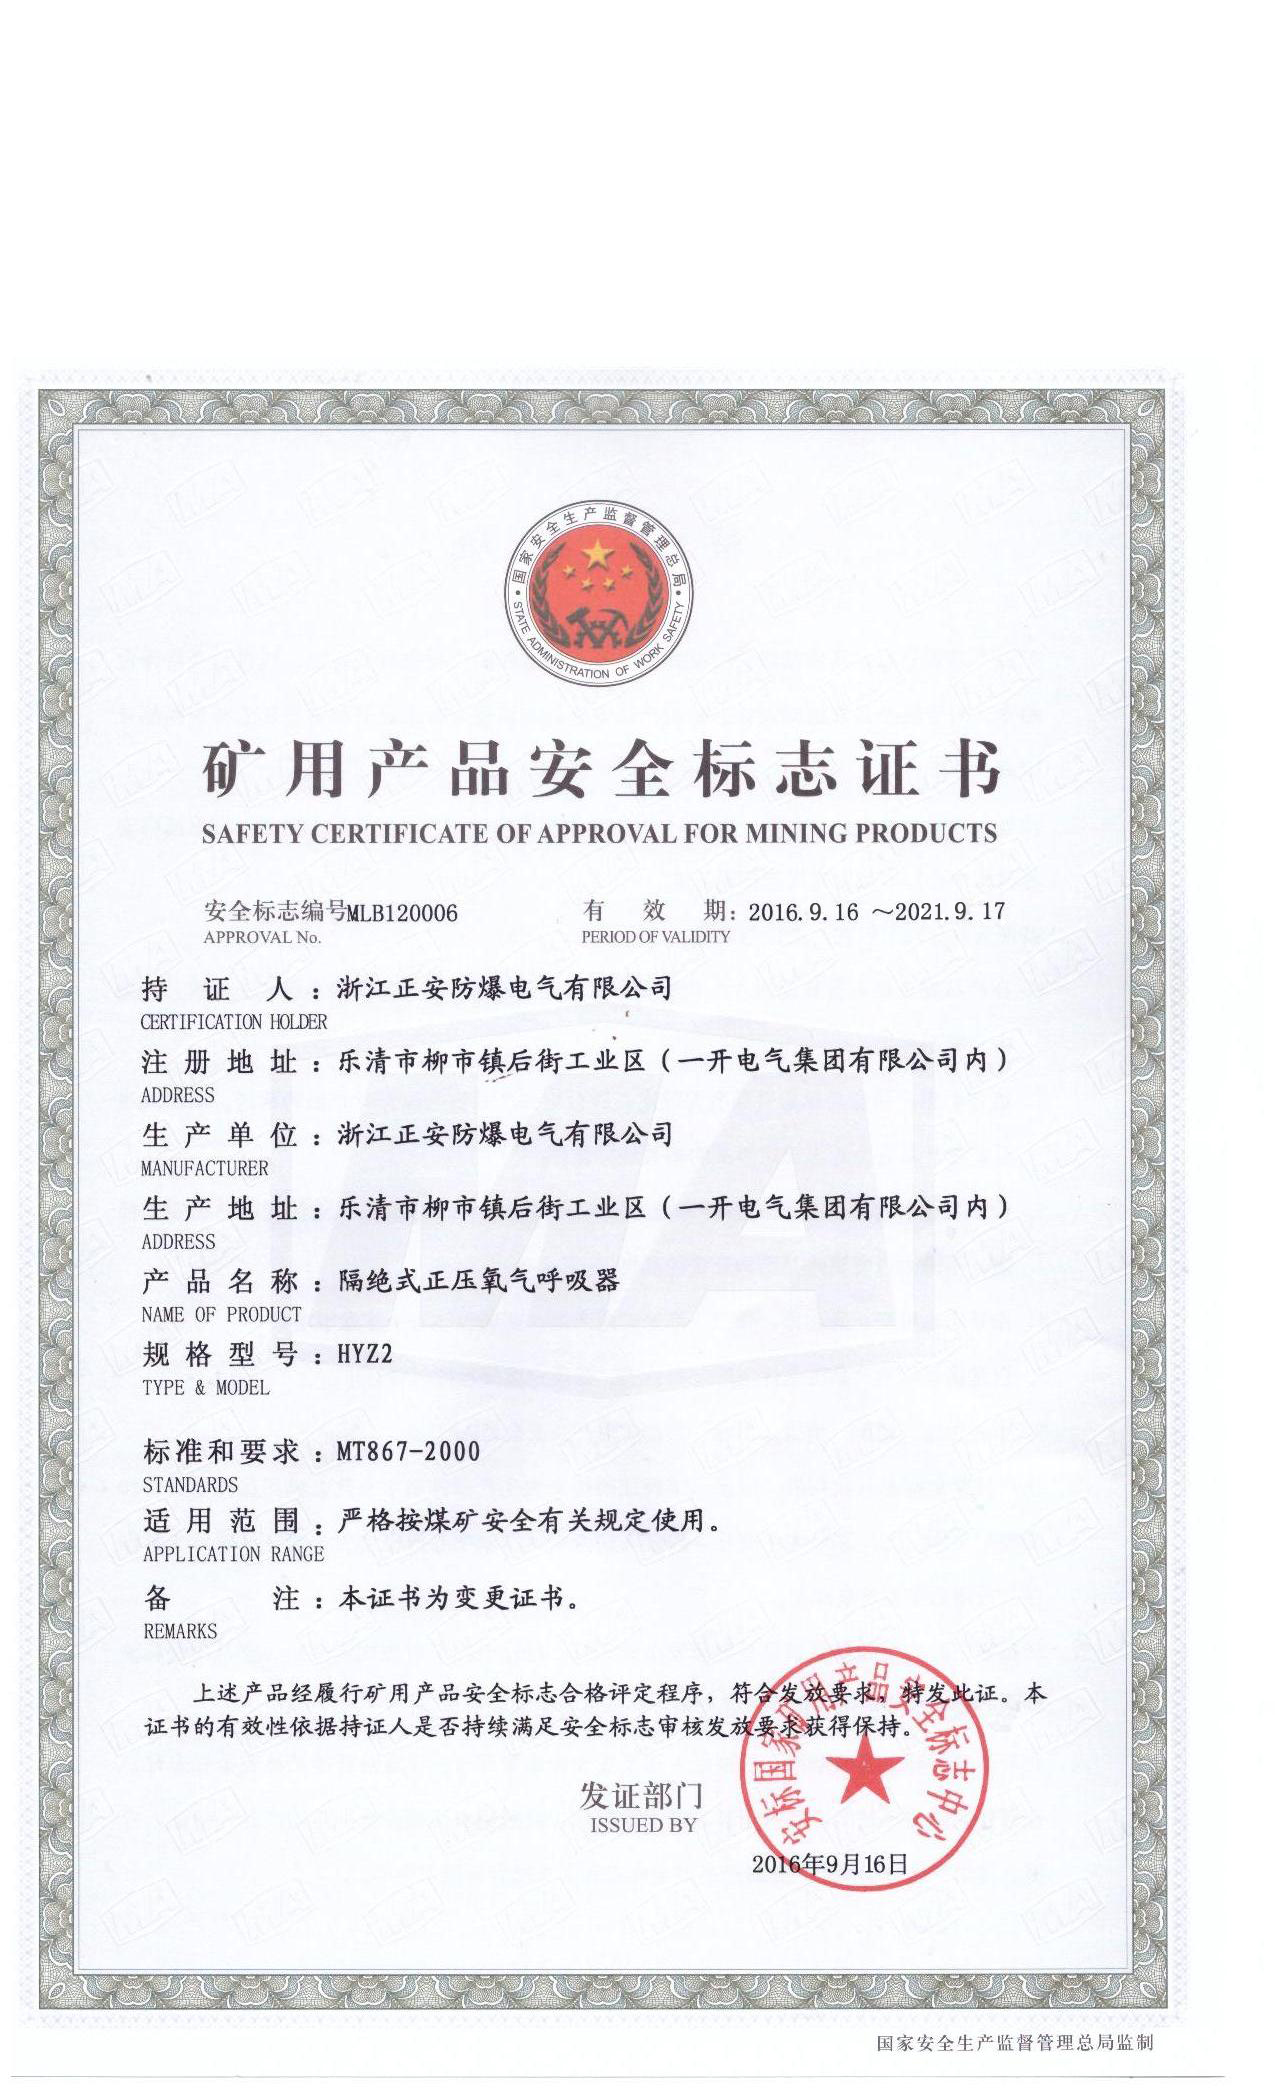 国家安全生产监督管理总局
STATE ADMINISTRATION OF WORK SAFETY
矿用产品安全标志证书
SAFETY CERTIFICATE OF APPROVAL FOR MINING PRODUCTS
安全标志编号MLB120006 有效期: 2016.9.16 ~2021.9.17
APPROVAL No. PERIOD OF VALIDITY
持证人：浙江正安防爆电气有限公司
CERTIFICATION HOLDER
注册地址：乐清市柳市镇后街工业区（一开电气集团有限公司内）
ADDRESS
生产单位：浙江正安防爆电气有限公司
MANUFACTURER
生产地址：乐清市柳市镇后街工业区（一开电气集团有限公司内）
ADDRESS
产品名称：隔绝式正压氧气呼吸器
NAME OF PRODUCT
规格型号：HYZ2
TYPE & MODEL
标准和要求：MT867-2000
STANDARDS
适用范围：严格按煤矿安全有关规定使用。
APPLICATION RANGE
备注：本证书为变更证书。
REMARKS
上述产品经履行矿用产品安全标志合格评定程序，符合发放要求，特发此证。本
证书的有效性依据持证人是否持续满足安全标志审核发放要求获得保持。
发证部门
ISSUED BY
安标国家矿用产品安全标志中心
2016年9月16日
国家安全生产监督管理总局监制